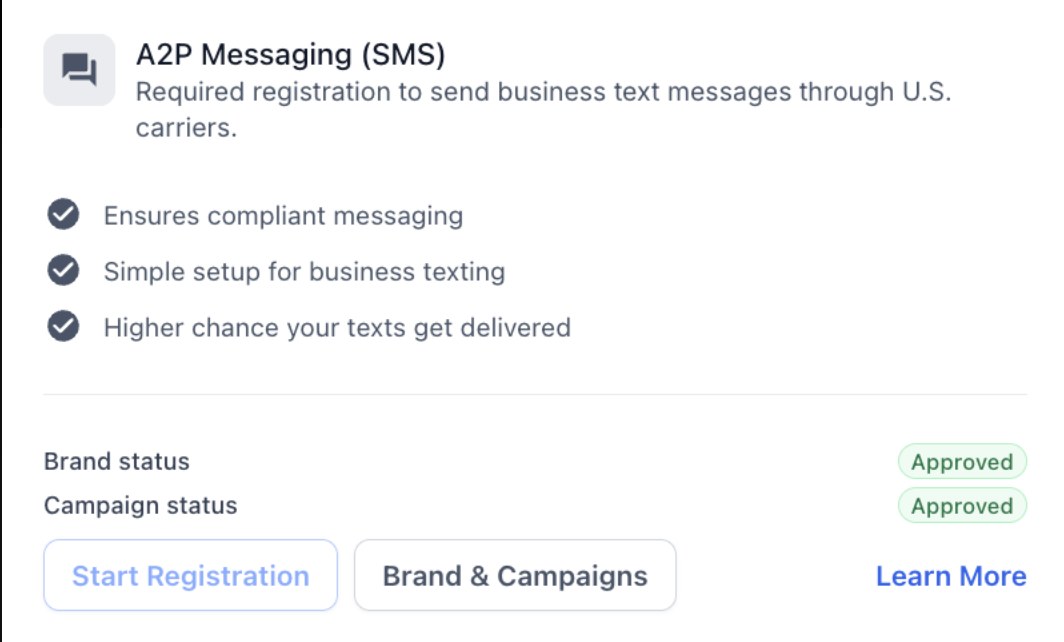 A2P Messaging (SMS)
Required registration to send business text messages through U.S.
carriers.
Ensures compliant messaging
Simple setup for business texting
Higher chance your texts get delivered
Brand status
Approved
Campaign status
Approved
Start Registration
Brand & Campaigns
Learn More